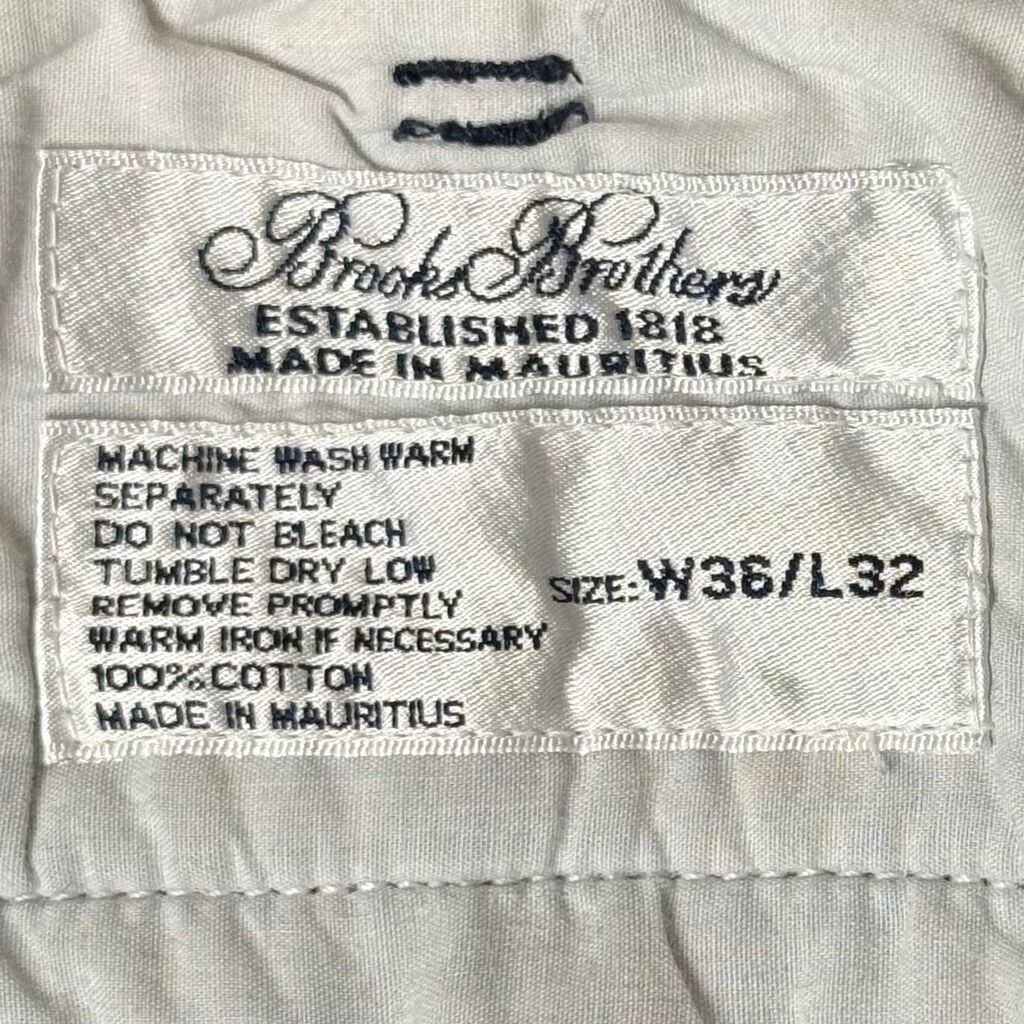 Brooks Brothers
ESTABLISHED 1818
MADE IN MAURITIUS
MACHINE WASH WARM
SEPARATELY
DO NOT BLEACH
TUMBLE DRY LOW
REMOVE PROMPTLY
WARM IRON IF NECESSARY
100% COTTON
MADE IN MAURITIUS
SIZE: W36/L32